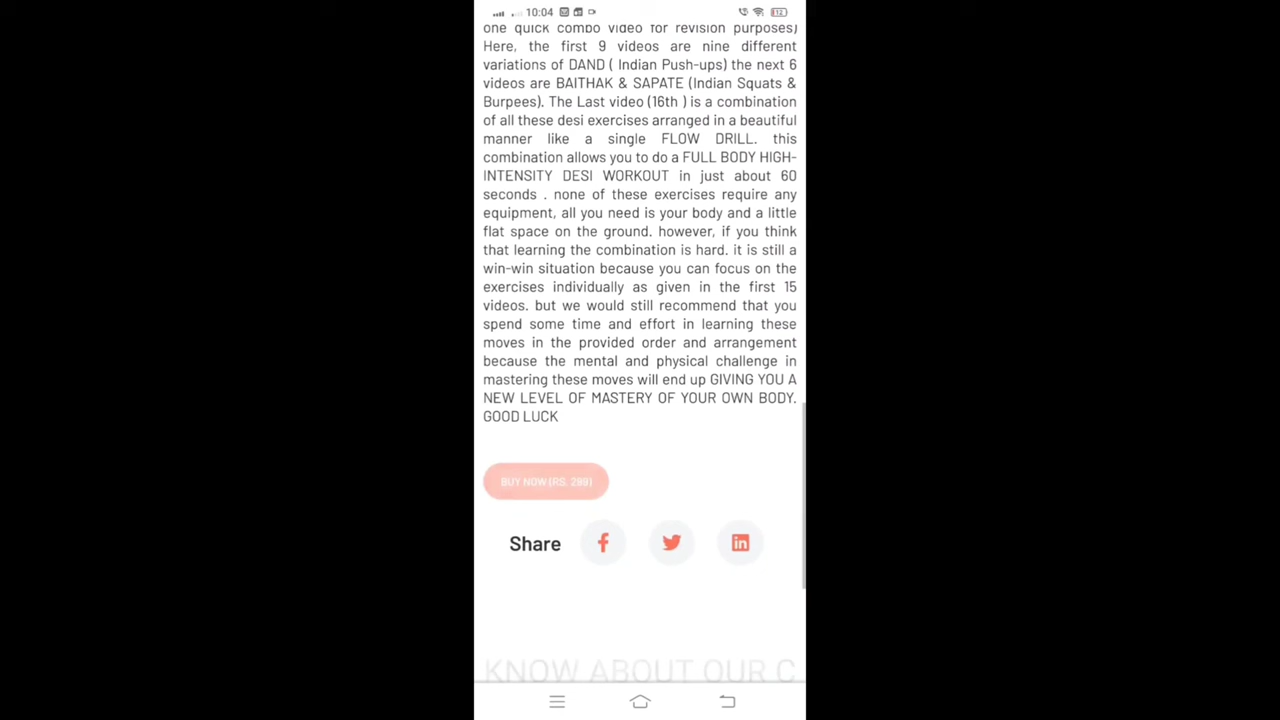 10:04
12
one quick combo video for revision purposes)
Here, the first 9 videos are nine different
variations of DAND ( Indian Push-ups) the next 6
videos are BAITHAK & SAPATE (Indian Squats &
Burpees). The Last video (16th ) is a combination
of all these desi exercises arranged in a beautiful
manner like a single FLOW DRILL. this
combination allows you to do a FULL BODY HIGH-
INTENSITY DESI WORKOUT in just about 60
seconds . none of these exercises require any
equipment, all you need is your body and a little
flat space on the ground. however, if you think
that learning the combination is hard. it is still a
win-win situation because you can focus on the
exercises individually as given in the first 15
videos. but we would still recommend that you
spend some time and effort in learning these
moves in the provided order and arrangement
because the mental and physical challenge in
mastering these moves will end up GIVING YOU A
NEW LEVEL OF MASTERY OF YOUR OWN BODY.
GOOD LUCK
BUY NOW (RS. 299)
Share
KNOW ABOUT OUR C